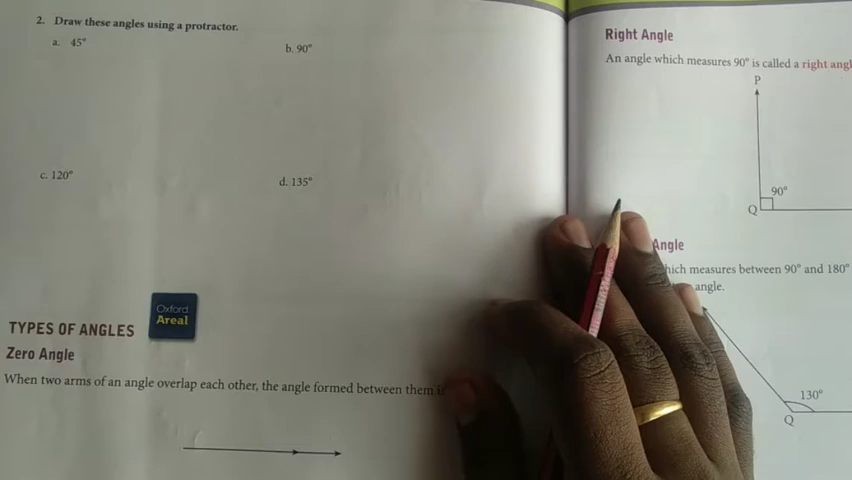 2. Draw these angles using a protractor.
a. 45°
b. 90°
c. 120°
d. 135°
Oxford
Areal
TYPES OF ANGLES
Zero Angle
When two arms of an angle overlap each other, the angle formed between them
Right Angle
An angle which measures 90° is called a right
P
90°
Q
Angle
which measures between 90° and 180°
angle.
130°
Q